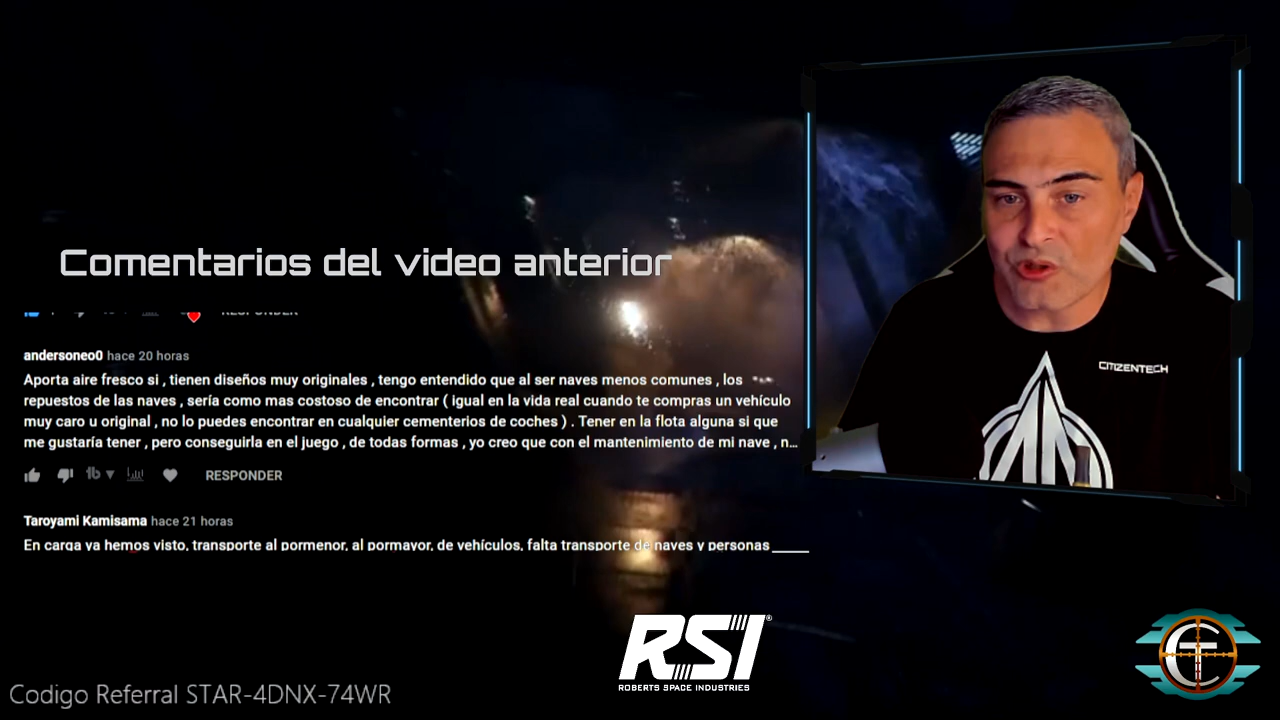 Comentarios del video anterior
RESPONDER
andersoneo0 hace 20 horas
Aporta aire fresco si , tienen diseños muy originales , tengo entendido que al ser naves menos comunes , los
repuestos de las naves , sería como mas costoso de encontrar ( igual en la vida real cuando te compras un vehículo
muy caro u original , no lo puedes encontrar en cualquier cementerios de coches ) . Tener en la flota alguna si que
me gustaría tener , pero conseguirla en el juego , de todas formas , yo creo que con el mantenimiento de mi nave , n...
RESPONDER
Taroyami Kamisama hace 21 horas
En carga ya hemos visto, transporte al pormenor, al pormayor, de vehículos, falta transporte de naves y personas
CITIZENTECH
RSI®
ROBERTS SPACE INDUSTRIES
Codigo Referral STAR-4DNX-74WR